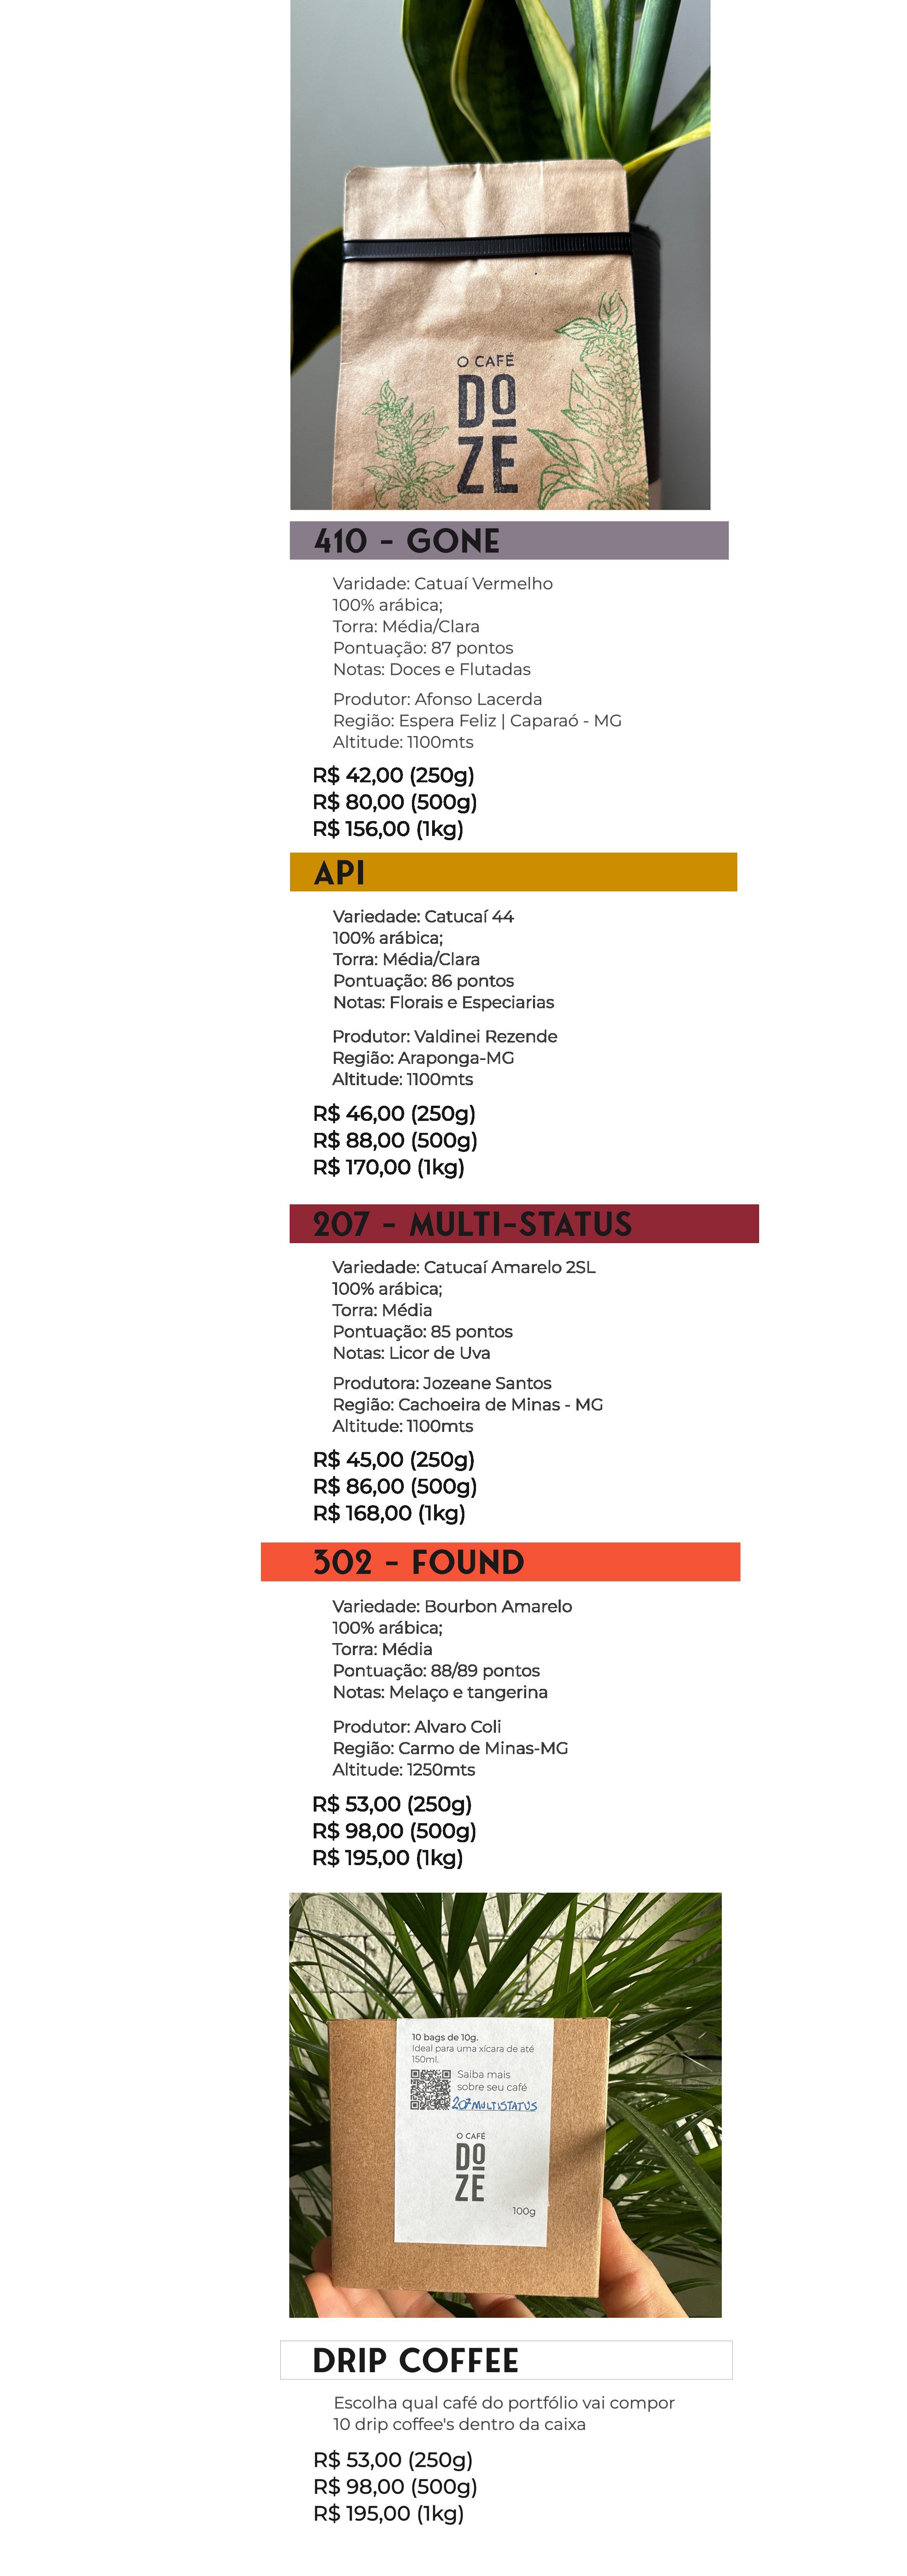 O CAFÉ
DO
ZE
410 - GONE
Varidade: Catuaí Vermelho
100% arábica;
Torra: Média/Clara
Pontuação: 87 pontos
Notas: Doces e Flutadas
Produtor: Afonso Lacerda
Região: Espera Feliz | Caparaó - MG
Altitude: 1100mts
R$ 42,00 (250g)
R$ 80,00 (500g)
R$ 156,00 (1kg)
API
Variedade: Catucaí 44
100% arábica;
Torra: Média/Clara
Pontuação: 86 pontos
Notas: Florais e Especiarias
Produtor: Valdinei Rezende
Região: Araponga-MG
Altitude: 1100mts
R$ 46,00 (250g)
R$ 88,00 (500g)
R$ 170,00 (1kg)
207 - MULTI-STATUS
Variedade: Catucaí Amarelo 2SL
100% arábica;
Torra: Média
Pontuação: 85 pontos
Notas: Licor de Uva
Produtora: Jozeane Santos
Região: Cachoeira de Minas - MG
Altitude: 1100mts
R$ 45,00 (250g)
R$ 86,00 (500g)
R$ 168,00 (1kg)
302 - FOUND
Variedade: Bourbon Amarelo
100% arábica;
Torra: Média
Pontuação: 88/89 pontos
Notas: Melaço e tangerina
Produtor: Alvaro Coli
Região: Carmo de Minas-MG
Altitude: 1250mts
R$ 53,00 (250g)
R$ 98,00 (500g)
R$ 195,00 (1kg)
10 bags de 10g.
Ideal para uma xícara de até
150ml.
Saiba mais
sobre seu café
207 MULTISTATUS
O CAFÉ
DO
ZE
100g
DRIP COFFEE
Escolha qual café do portfólio vai compor
10 drip coffee's dentro da caixa
R$ 53,00 (250g)
R$ 98,00 (500g)
R$ 195,00 (1kg)